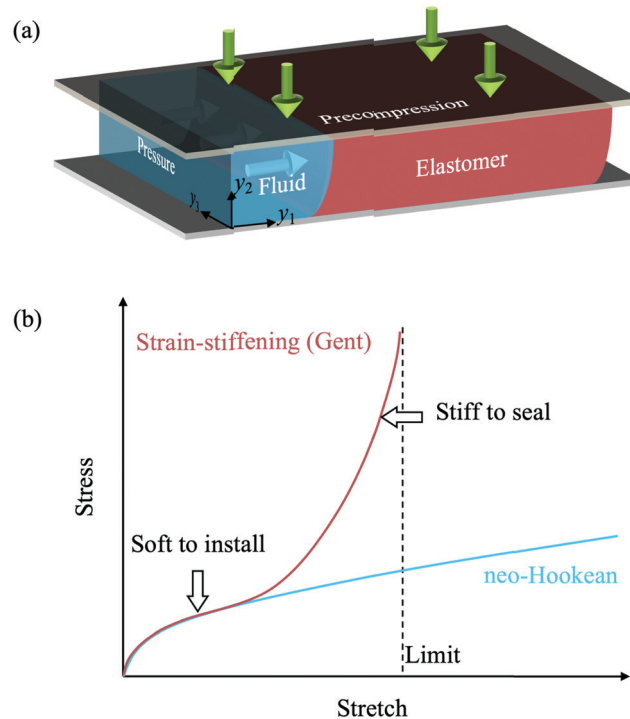 (a)
Precompression
Pressure
Fluid
Elastomer
y2
y3
y1
(b)
Strain-stiffening (Gent)
Stiff to seal
Stress
Soft to install
neo-Hookean
Limit
Stretch